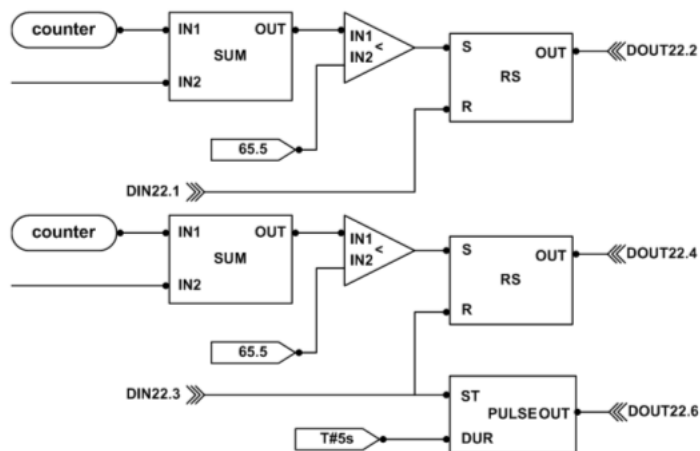 counter
IN1 OUT
SUM
IN2
IN1
<
IN2
S
OUT
RS
R
DOUT22.2
65.5
DIN22.1
counter
IN1 OUT
SUM
IN2
IN1
<
IN2
S
OUT
RS
R
DOUT22.4
65.5
DIN22.3
ST
PULSE OUT
DUR
DOUT22.6
T#5s